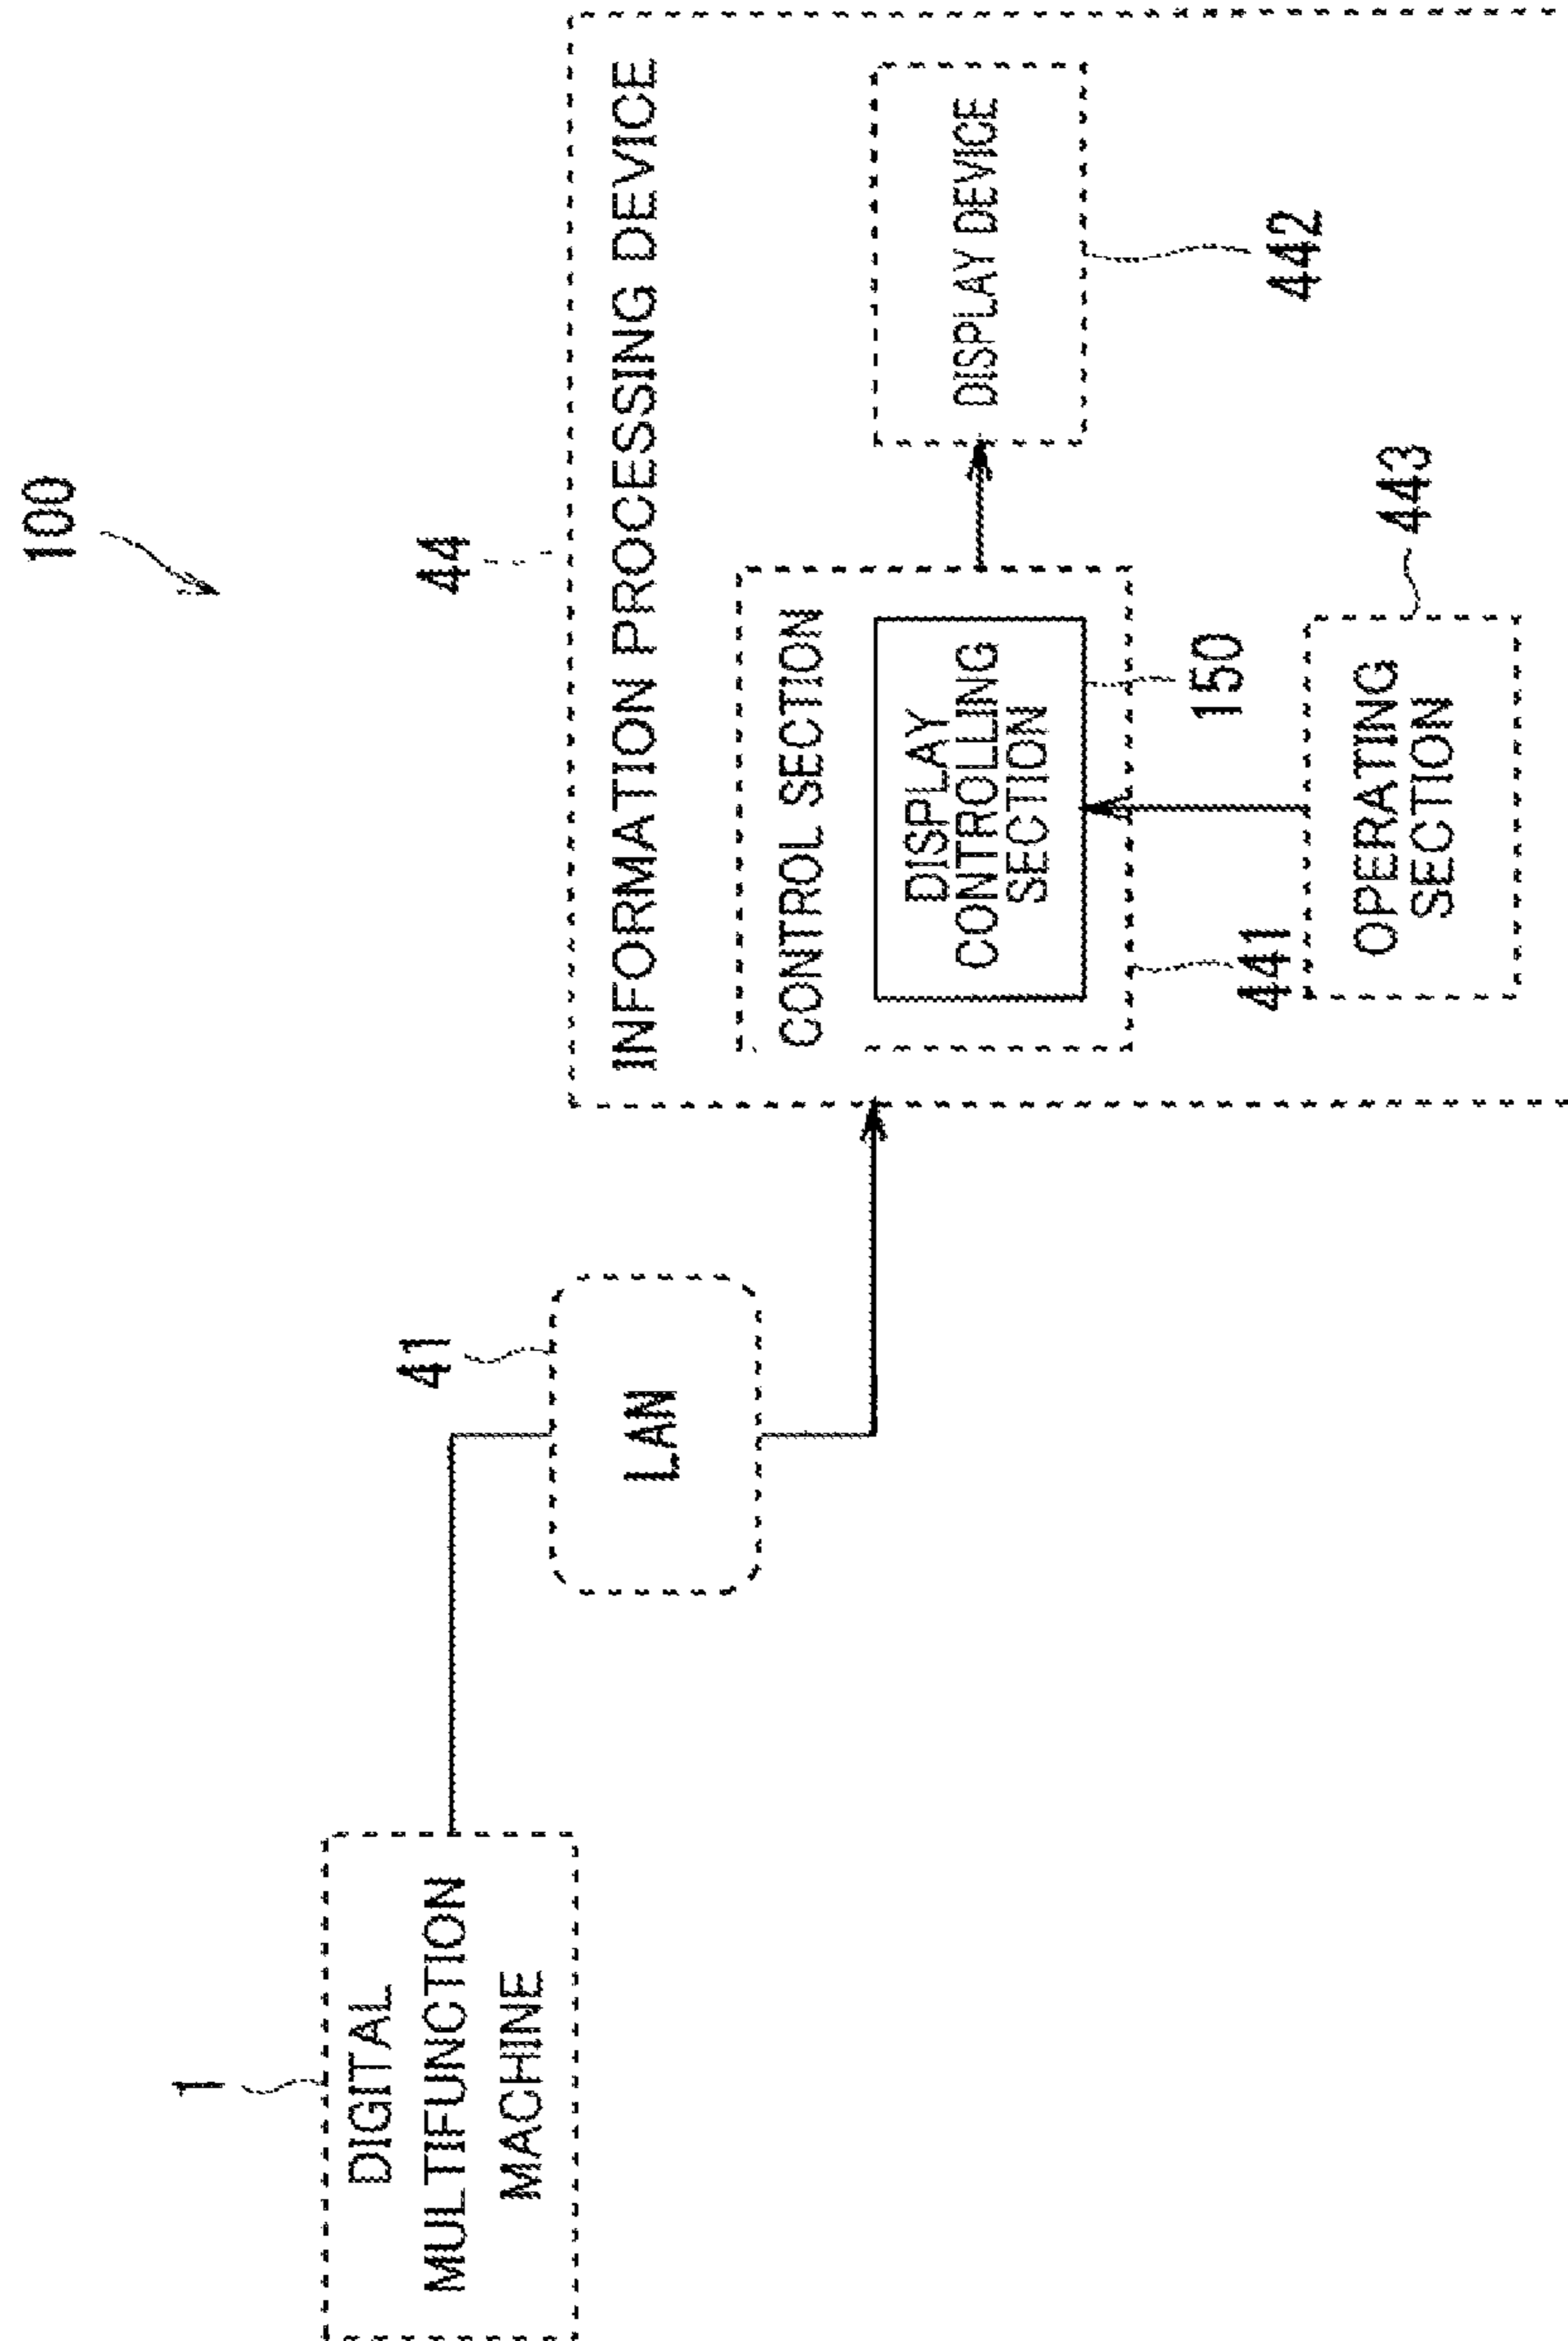 100
1
DIGITAL
MULTIFUNCTION
MACHINE
41
LAN
44
INFORMATION PROCESSING DEVICE
CONTROL SECTION
DISPLAY
CONTROLLING
SECTION
150
441
DISPLAY DEVICE
442
OPERATING
SECTION
443